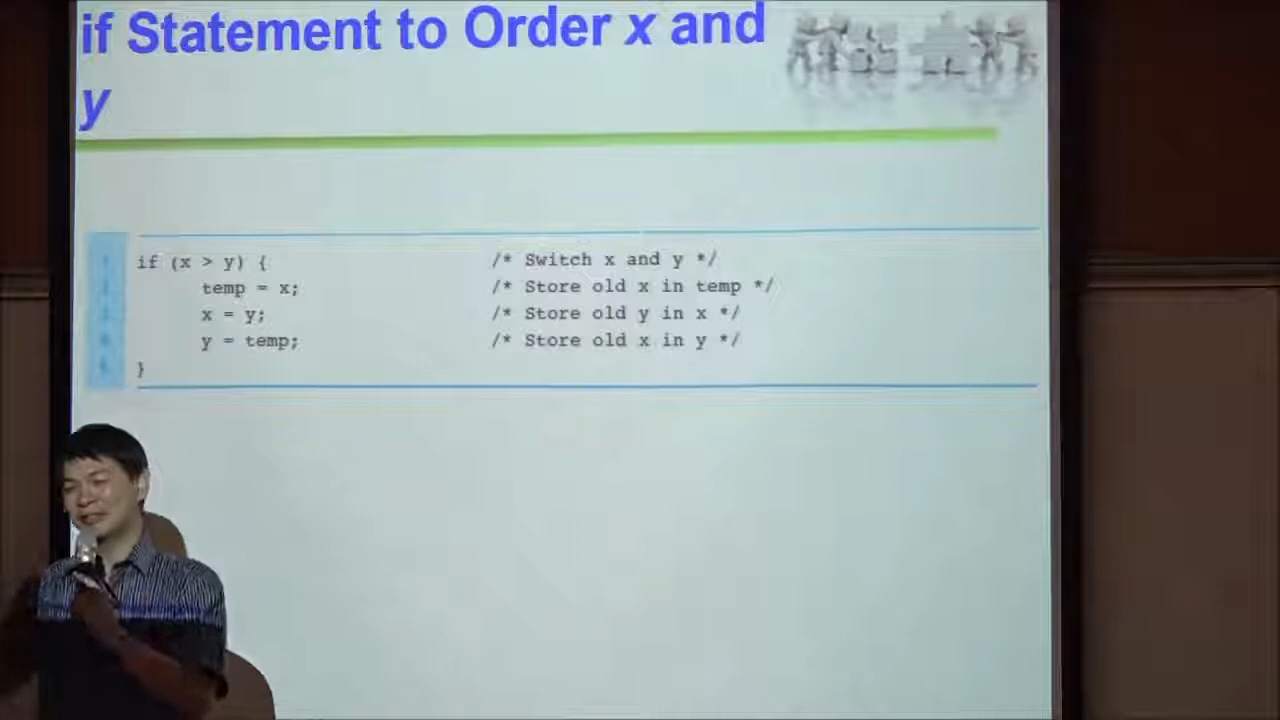 if Statement to Order x and
y
if (x > y) { /* Switch x and y */
temp = x; /* Store old x in temp */
x = y; /* Store old y in x */
y = temp; /* Store old x in y */
}